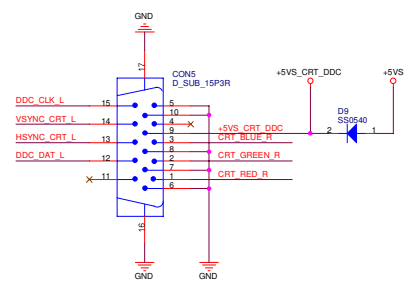 GND
17
CON5
D_SUB_15P3R
+5VS_CRT_DDC
+5VS
DDC_CLK_L
15
5
10
D9
SS0540
VSYNC_CRT_L
14
4
9
+5VS_CRT_DDC
2
1
HSYNC_CRT_L
13
3
CRT_BLUE_R
8
DDC_DAT_L
12
2
CRT_GREEN_R
7
11
1
CRT_RED_R
6
16
GND
GND